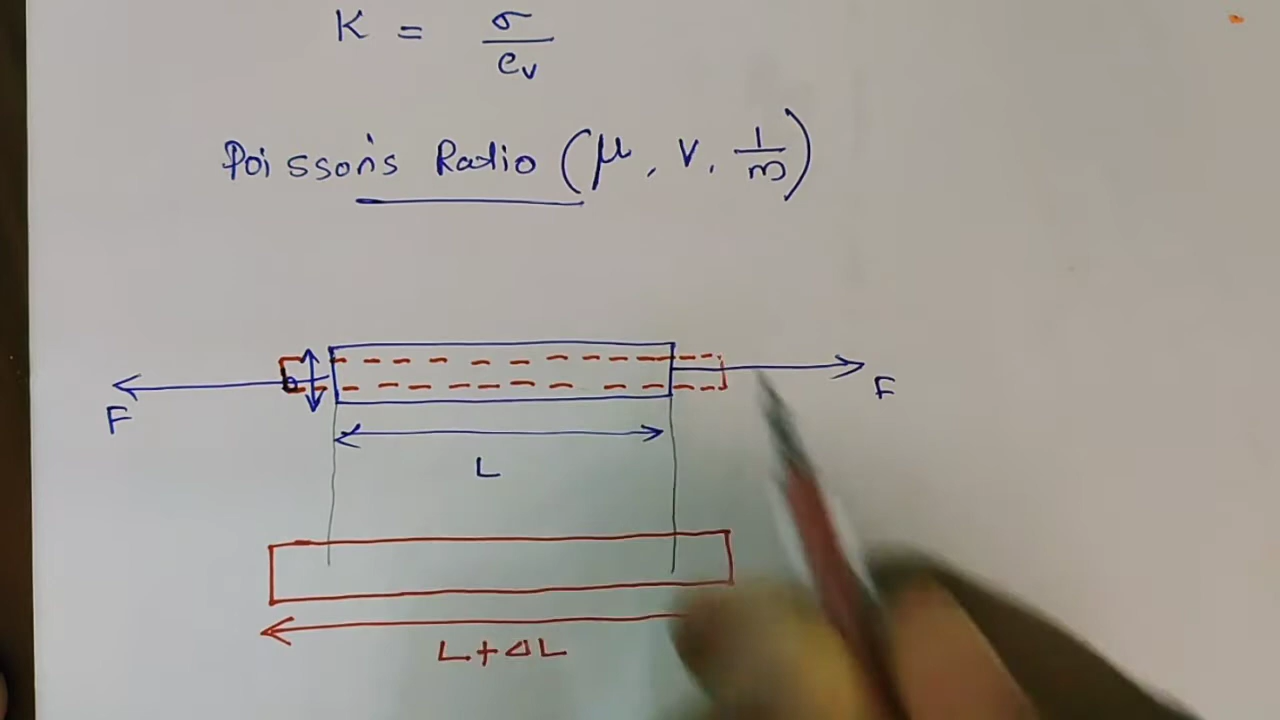 K = σ/e_v
Poisson's Ratio (μ, ν, 1/m)
b
F
F
L
L+ΔL